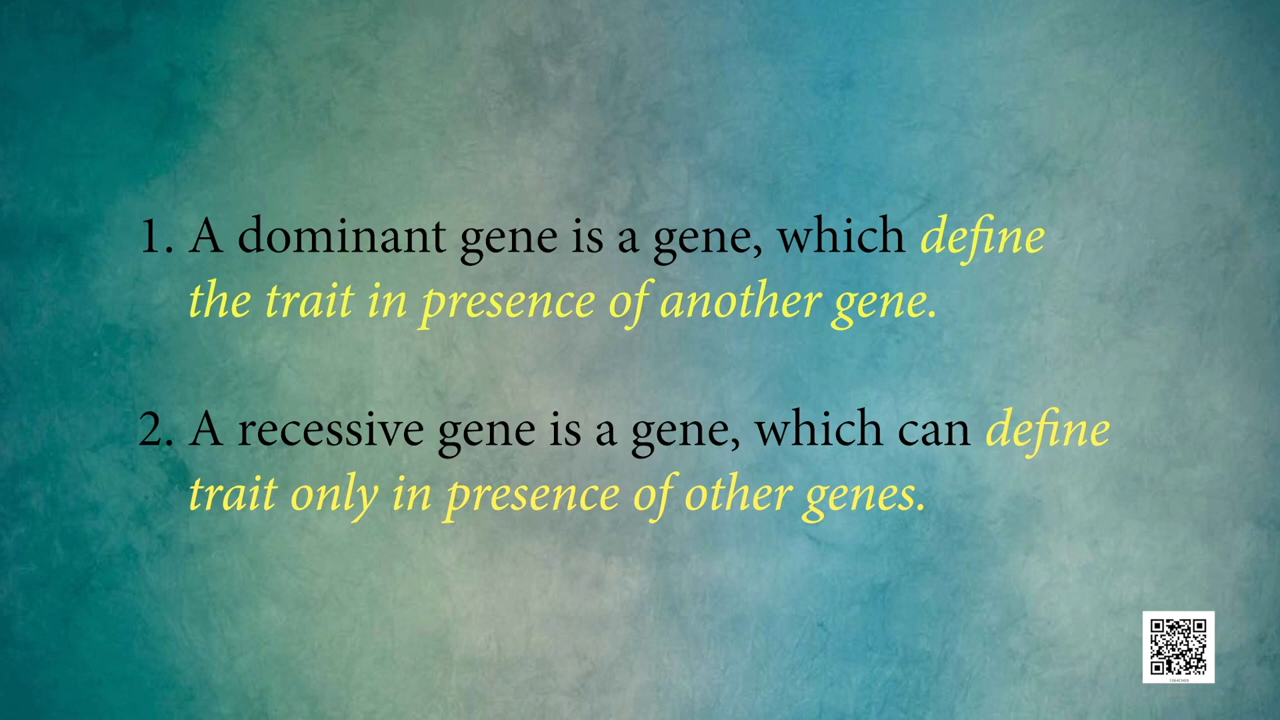 1. A dominant gene is a gene, which define
the trait in presence of another gene.
2. A recessive gene is a gene, which can define
trait only in presence of other genes.